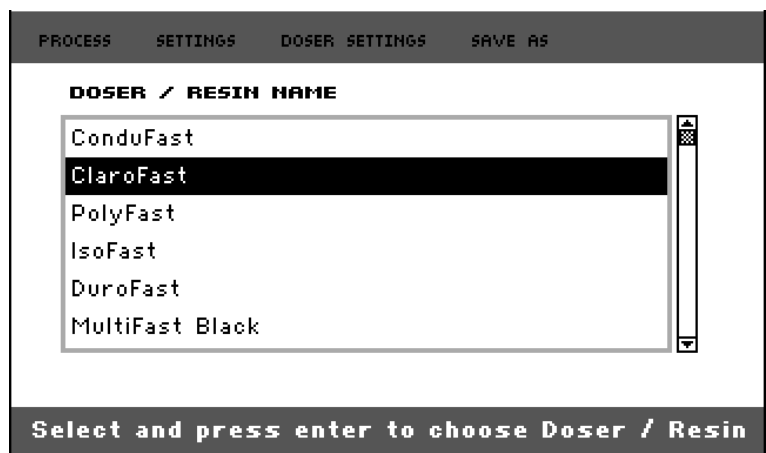 PROCESS SETTINGS DOSER SETTINGS SAVE AS
DOSER / RESIN NAME
ConduFast
ClaroFast
PolyFast
IsoFast
DuroFast
MultiFast Black
Select and press enter to choose Doser / Resin